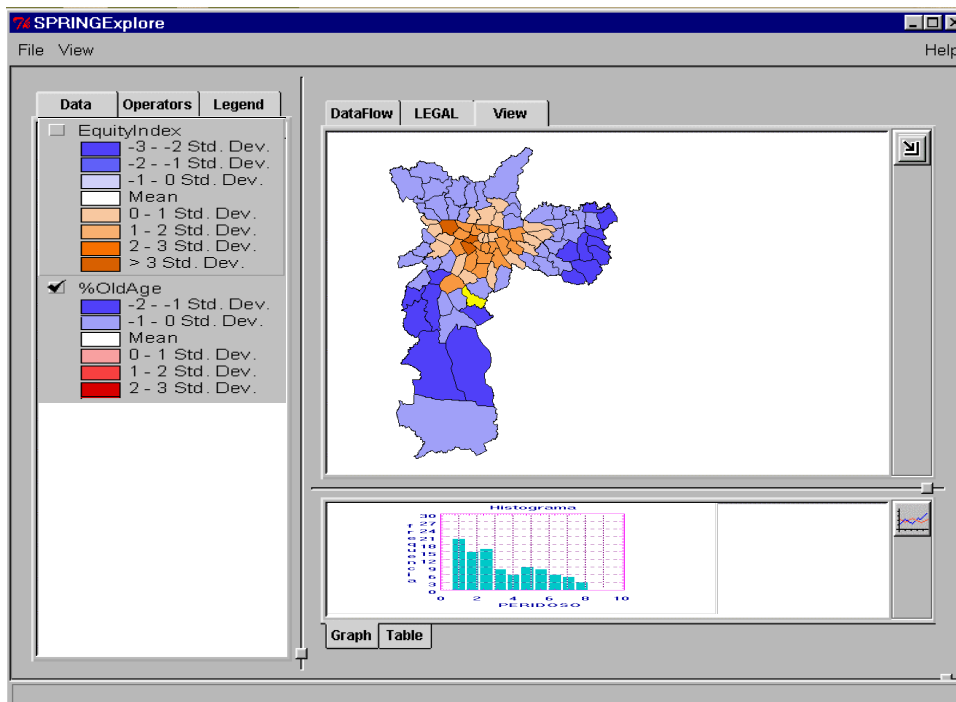 SPRINGExplore
File View Help
Data Operators Legend
EquityIndex
-3 - -2 Std. Dev.
-2 - -1 Std. Dev.
-1 - 0 Std. Dev.
Mean
0 - 1 Std. Dev.
1 - 2 Std. Dev.
2 - 3 Std. Dev.
> 3 Std. Dev.
%OldAge
-2 - -1 Std. Dev.
-1 - 0 Std. Dev.
Mean
0 - 1 Std. Dev.
1 - 2 Std. Dev.
2 - 3 Std. Dev.
DataFlow LEGAL View
Histograma
30
27
24
21
18
15
12
9
6
3
0
0 2 4 6 8 10
PERIDOSO
Graph Table